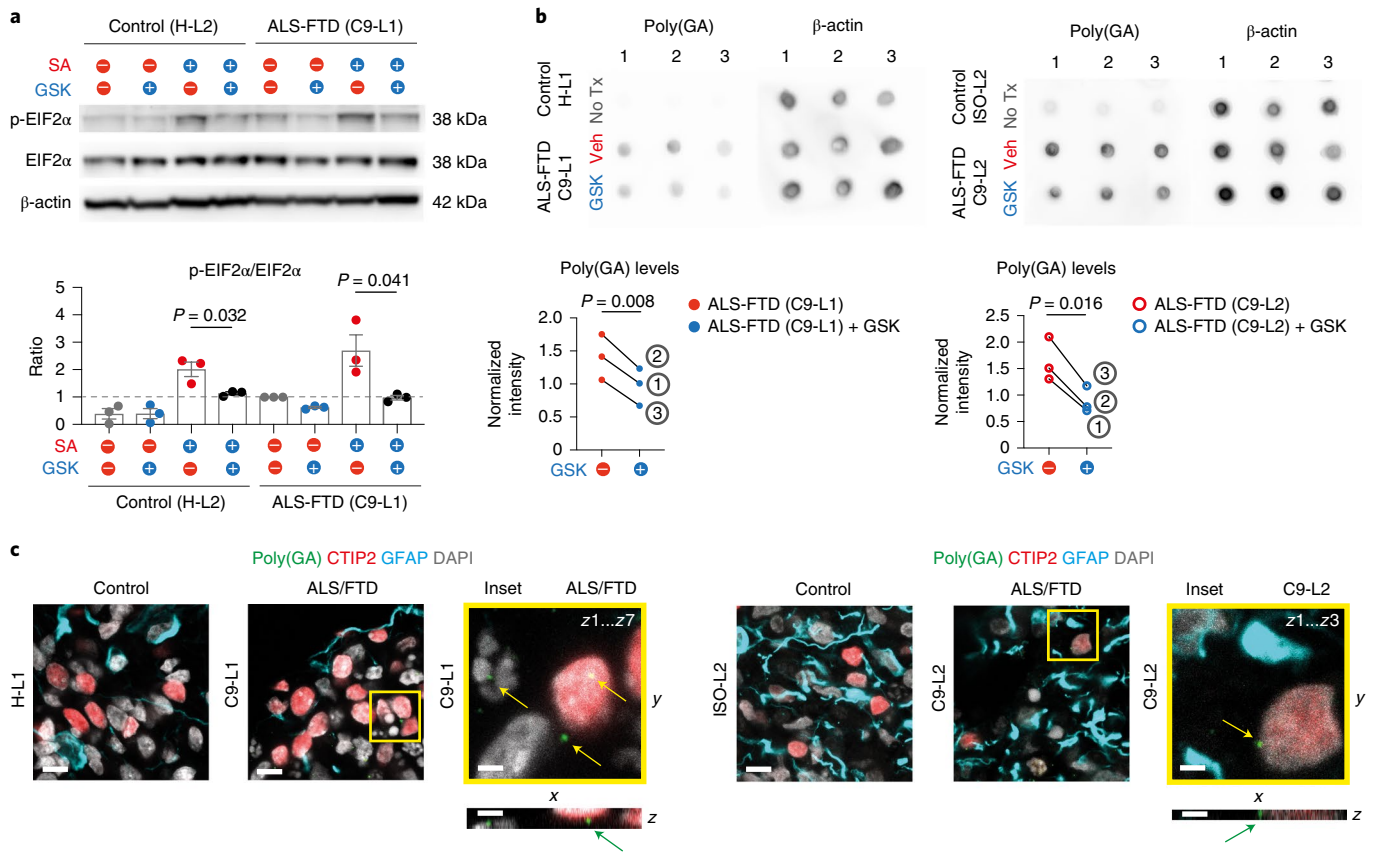 a
Control (H-L2) ALS-FTD (C9-L1)
SA − − + + − − + +
GSK − + − + − + − +
p-EIF2α 38 kDa
EIF2α 38 kDa
β-actin 42 kDa
p-EIF2α/EIF2α
P = 0.032
P = 0.041
Ratio
5
4
3
2
1
0
SA − − + + − − + +
GSK − + − + − + − +
Control (H-L2) ALS-FTD (C9-L1)
b
Poly(GA) β-actin
1 2 3 1 2 3
Control
H-L1
No Tx
ALS-FTD
C9-L1
Veh
GSK
Poly(GA) β-actin
1 2 3 1 2 3
Control
ISO-L2
No Tx
ALS-FTD
C9-L2
Veh
GSK
Poly(GA) levels
P = 0.008
ALS-FTD (C9-L1)
ALS-FTD (C9-L1) + GSK
Normalized
intensity
2.0
1.5
1.0
0.5
0
2
1
3
GSK − +
Poly(GA) levels
P = 0.016
ALS-FTD (C9-L2)
ALS-FTD (C9-L2) + GSK
Normalized
intensity
2.5
2.0
1.5
1.0
0.5
0
3
2
1
GSK − +
c
Poly(GA) CTIP2 GFAP DAPI
Control ALS/FTD Inset ALS/FTD
H-L1
C9-L1
C9-L1
z1...z7
y
x
z
Poly(GA) CTIP2 GFAP DAPI
Control ALS/FTD Inset C9-L2
ISO-L2
C9-L2
C9-L2
z1...z3
y
x
z